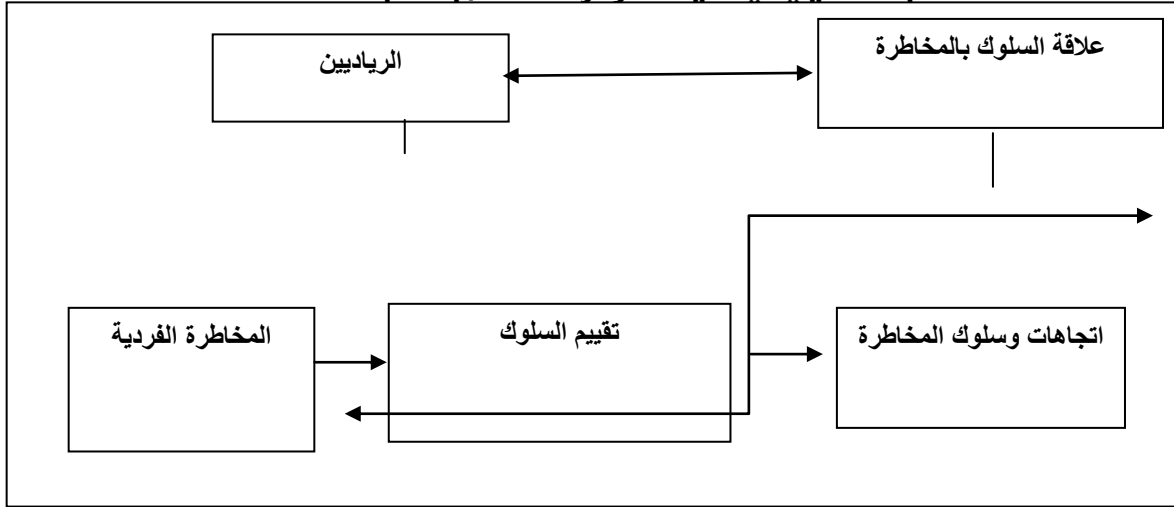 علاقة السلوك بالمخاطرة
الرياديين
اتجاهات وسلوك المخاطرة
تقييم السلوك
المخاطرة الفردية